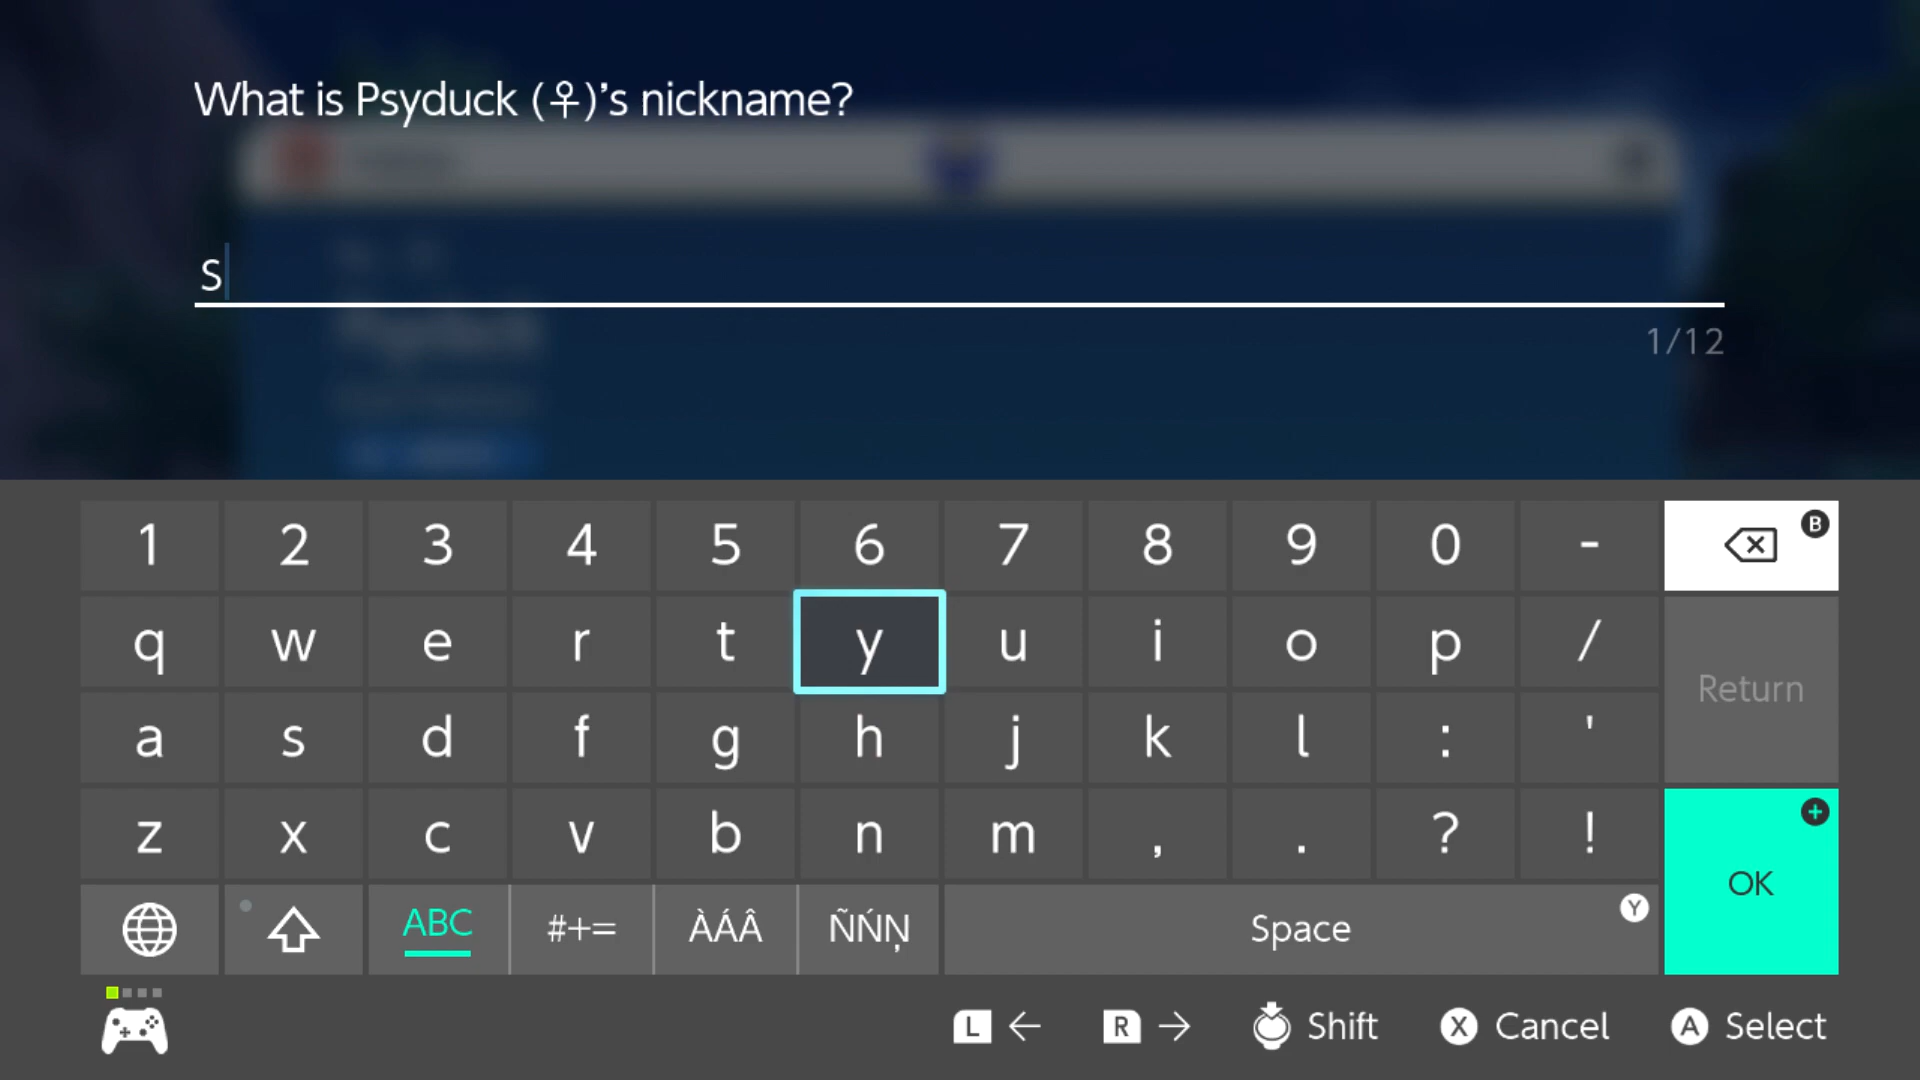 What is Psyduck (♀)'s nickname?
S
1/12
1 2 3 4 5 6 7 8 9 0 - B
q w e r t y u i o p / Return
a s d f g h j k l : '
z x c v b n m , . ? ! + OK
ABC #+= ÀÁÂ ÑŃŅ Space Y
L ← R → Shift X Cancel A Select